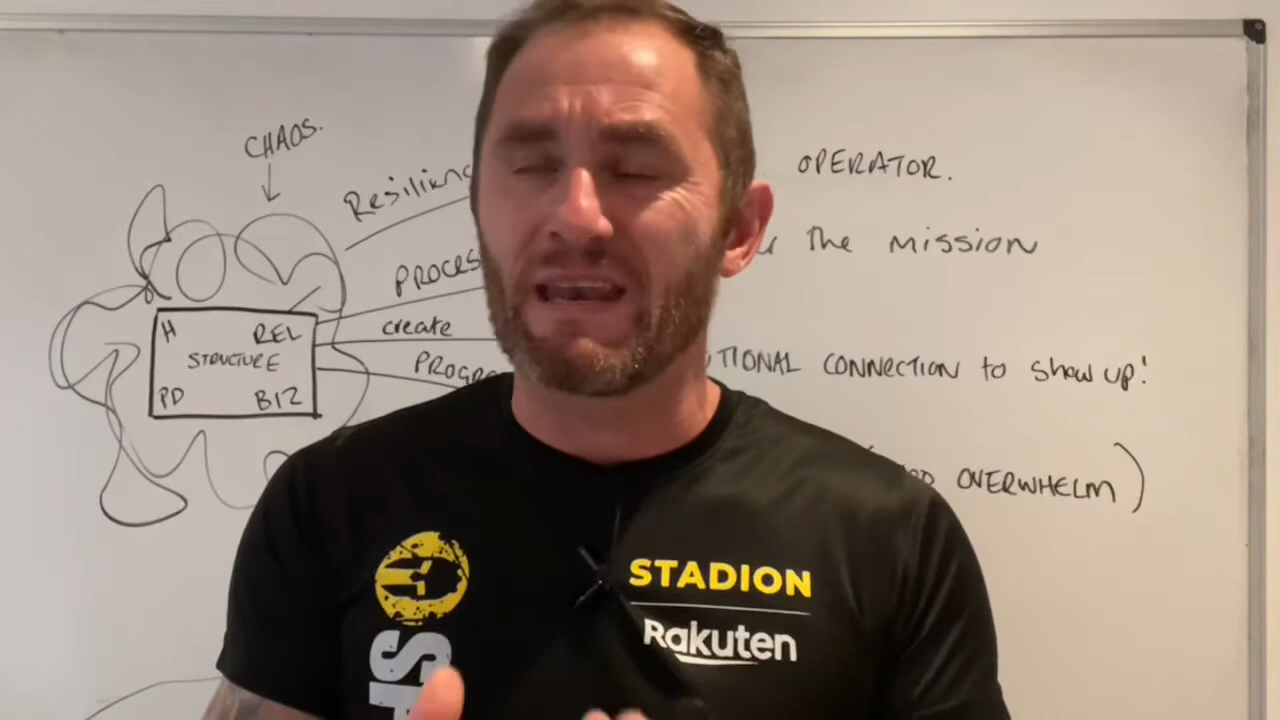 CHAOS.
OPERATOR.
Resilienc
the mission
PROCES
H REL
create
STRUCTURE
TIONAL CONNECTION to show up!
PROGR
PD BIZ
OVERWHELM)
STADION
Rakuten
SP